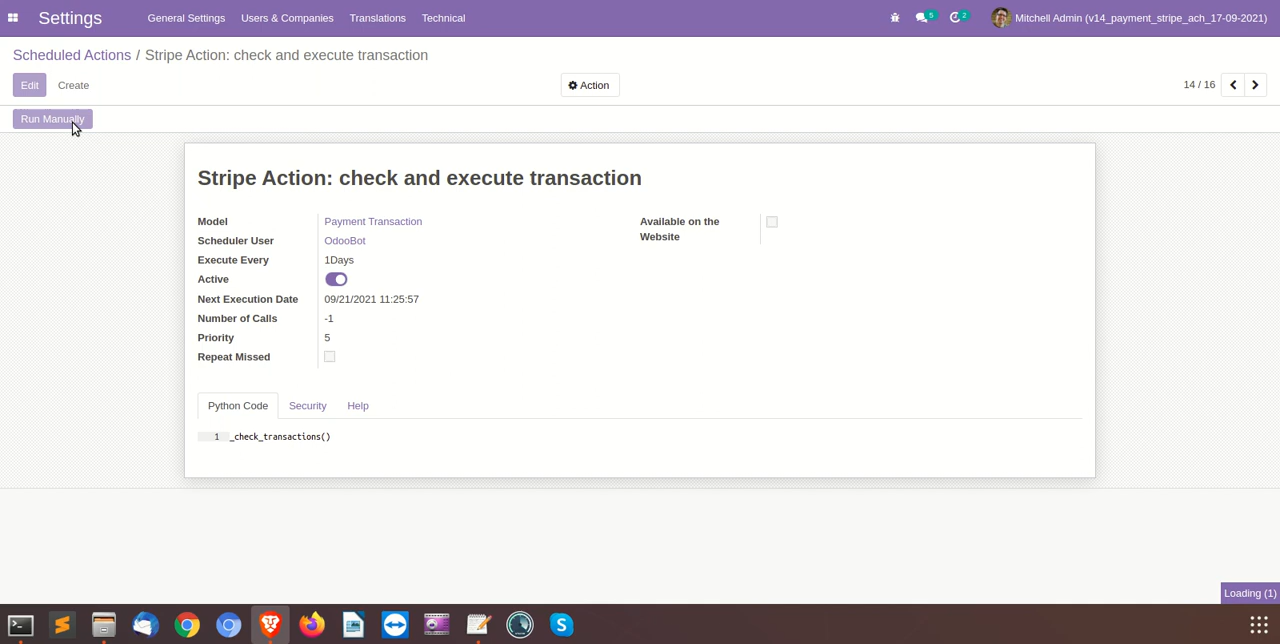 Settings General Settings Users & Companies Translations Technical 5 2 Mitchell Admin (v14_payment_stripe_ach_17-09-2021)
Scheduled Actions / Stripe Action: check and execute transaction
Edit Create Action 14 / 16
Run Manually
Stripe Action: check and execute transaction
Model Payment Transaction Available on the
Website
Scheduler User OdooBot
Execute Every 1Days
Active
Next Execution Date 09/21/2021 11:25:57
Number of Calls -1
Priority 5
Repeat Missed
Python Code Security Help
1 _check_transactions()
Loading (1)